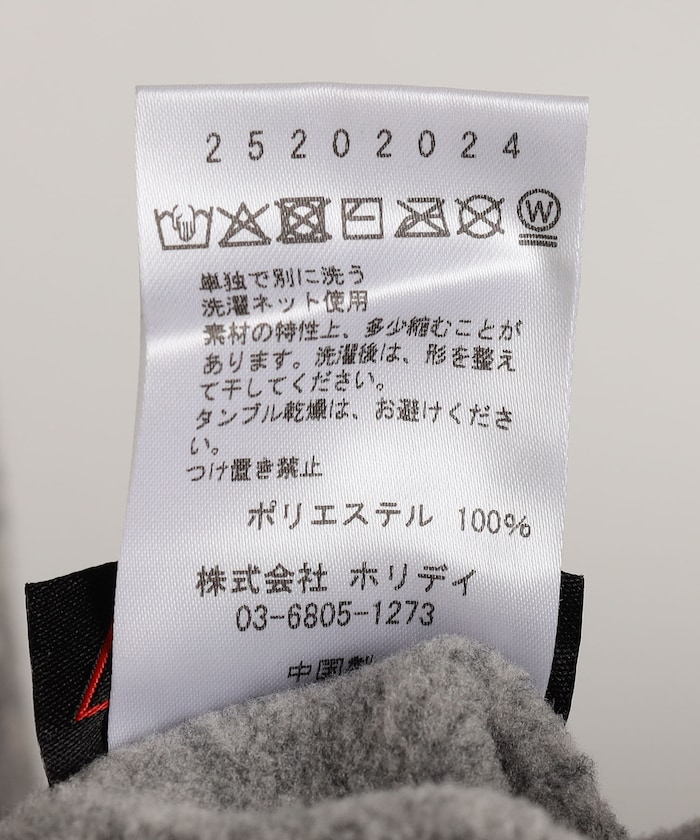 25202024
W
単独で別に洗う
洗濯ネット使用
素材の特性上、多少縮むことが
あります。洗濯後は、形を整え
て干してください。
タンブル乾燥は、お避けくださ
い。
つけ置き禁止
ポリエステル 100%
株式会社 ホリデイ
03-6805-1273
中国製